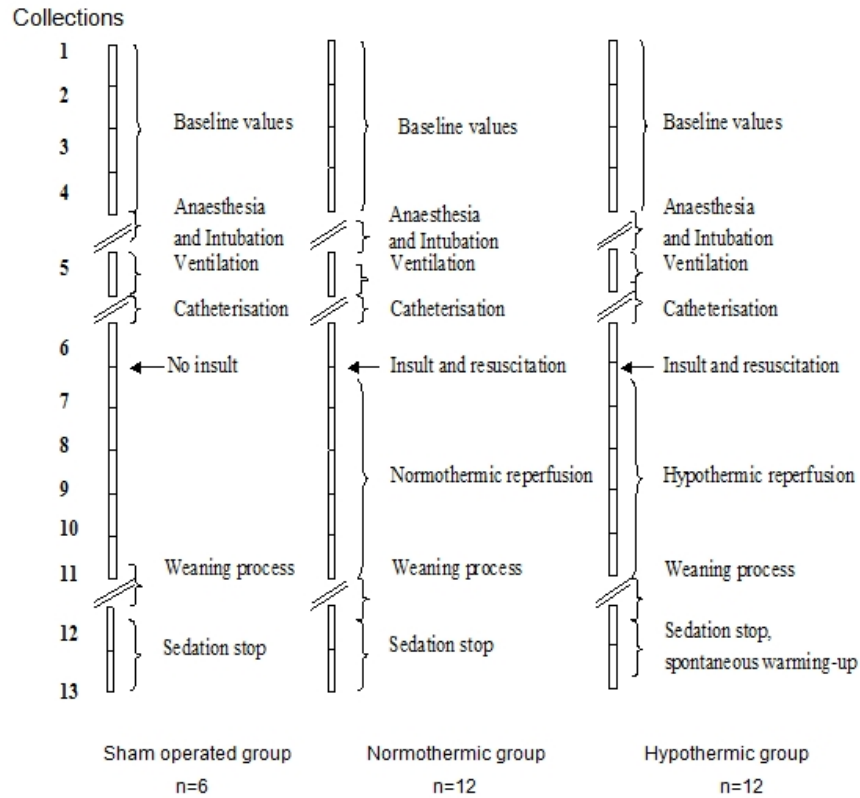 Collections
1
2
3
4
5
6
7
8
9
10
11
12
13
Baseline values
Anaesthesia
and Intubation
Ventilation
Catheterisation
No insult
Weaning process
Sedation stop
Sham operated group
n=6
Baseline values
Anaesthesia
and Intubation
Ventilation
Catheterisation
Insult and resuscitation
Normothermic reperfusion
Weaning process
Sedation stop
Normothermic group
n=12
Baseline values
Anaesthesia
and Intubation
Ventilation
Catheterisation
Insult and resuscitation
Hypothermic reperfusion
Weaning process
Sedation stop,
spontaneous warming-up
Hypothermic group
n=12